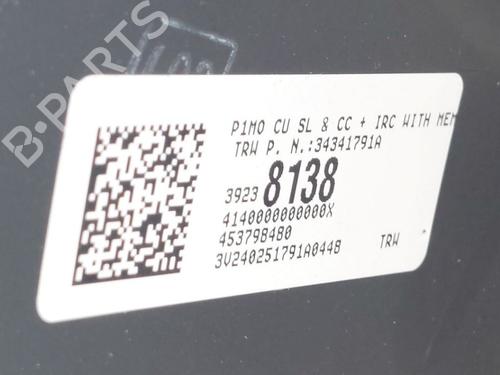 B-PARTS
P1MO CU SL & CC + IRC WITH MEM
TRW P. N.:34341791A
3923 8138
4140000000000X
453798480
3V240251791A0448 TRW